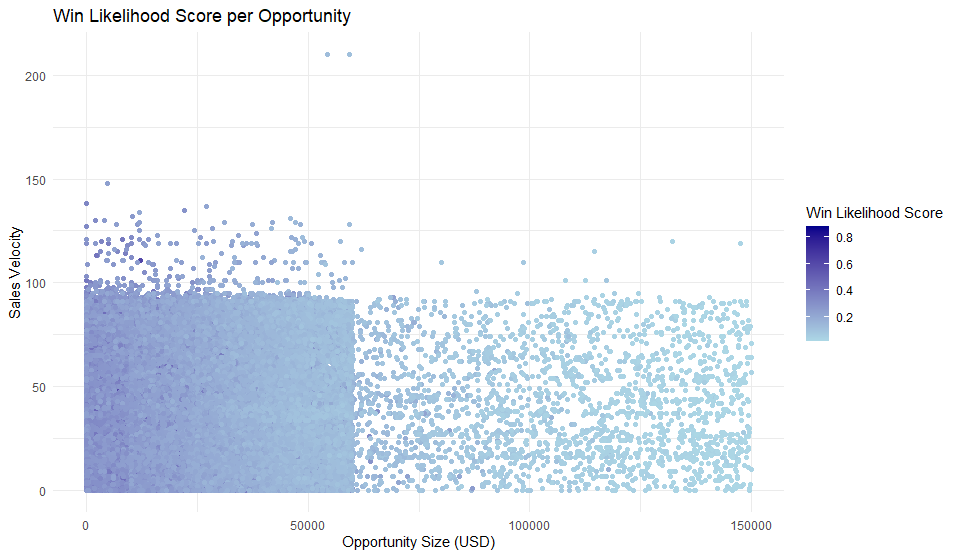 Win Likelihood Score per Opportunity
200
150
100
50
0
Sales Velocity
0 50000 100000 150000
Opportunity Size (USD)
Win Likelihood Score
0.8
0.6
0.4
0.2